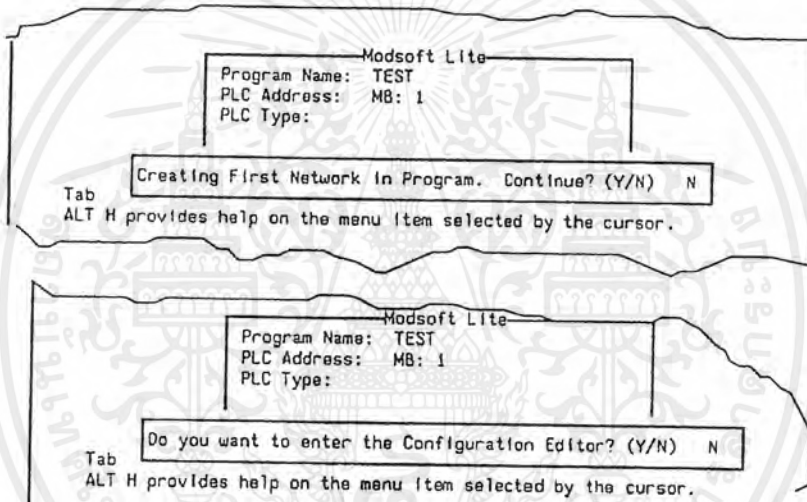 Modsoft Lite
Program Name: TEST
PLC Address: MB: 1
PLC Type:
Creating First Network in Program. Continue? (Y/N) N
Tab
ALT H provides help on the menu item selected by the cursor.
Modsoft Lite
Program Name: TEST
PLC Address: MB: 1
PLC Type:
Do you want to enter the Configuration Editor? (Y/N) N
Tab
ALT H provides help on the menu item selected by the cursor.